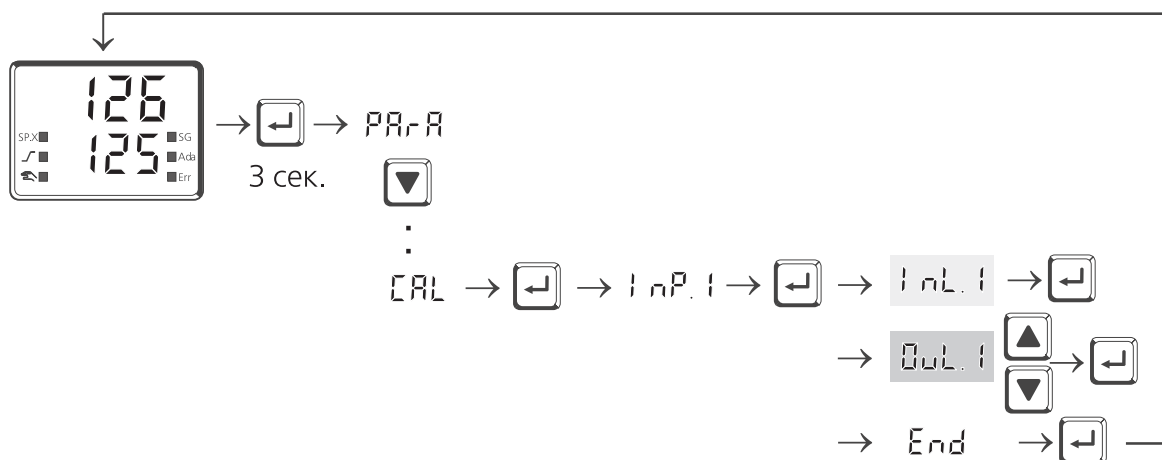 126
SP.X 125 SG
Ada
Err
PArA
3 сек.
CAL InP.1 InL.1
OuL.1
End